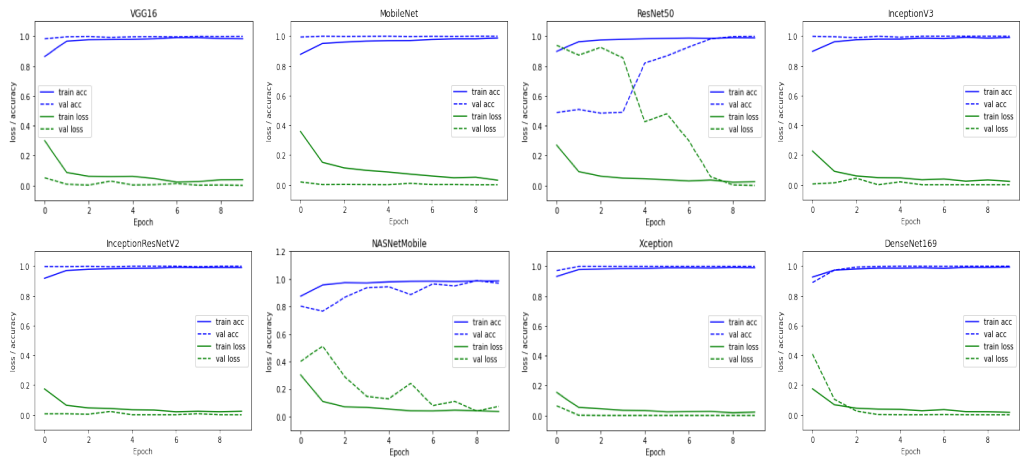 VGG16
loss / accuracy
1.0
0.8
0.6
0.4
0.2
0.0
train acc
val acc
train loss
val loss
0
2
4
6
8
Epoch
MobileNet
loss / accuracy
1.0
0.8
0.6
0.4
0.2
0.0
train acc
val acc
train loss
val loss
0
2
4
6
8
Epoch
ResNet50
loss / accuracy
1.0
0.8
0.6
0.4
0.2
0.0
train acc
val acc
train loss
val loss
0
2
4
6
8
Epoch
InceptionV3
loss / accuracy
1.0
0.8
0.6
0.4
0.2
0.0
train acc
val acc
train loss
val loss
0
2
4
6
8
Epoch
InceptionResNetV2
loss / accuracy
1.0
0.8
0.6
0.4
0.2
0.0
train acc
val acc
train loss
val loss
0
2
4
6
8
Epoch
NASNetMobile
loss / accuracy
1.2
1.0
0.8
0.6
0.4
0.2
0.0
train acc
val acc
train loss
val loss
0
2
4
6
8
Epoch
Xception
loss / accuracy
1.0
0.8
0.6
0.4
0.2
0.0
train acc
val acc
train loss
val loss
0
2
4
6
8
Epoch
DenseNet169
loss / accuracy
1.0
0.8
0.6
0.4
0.2
0.0
train acc
val acc
train loss
val loss
0
2
4
6
8
Epoch